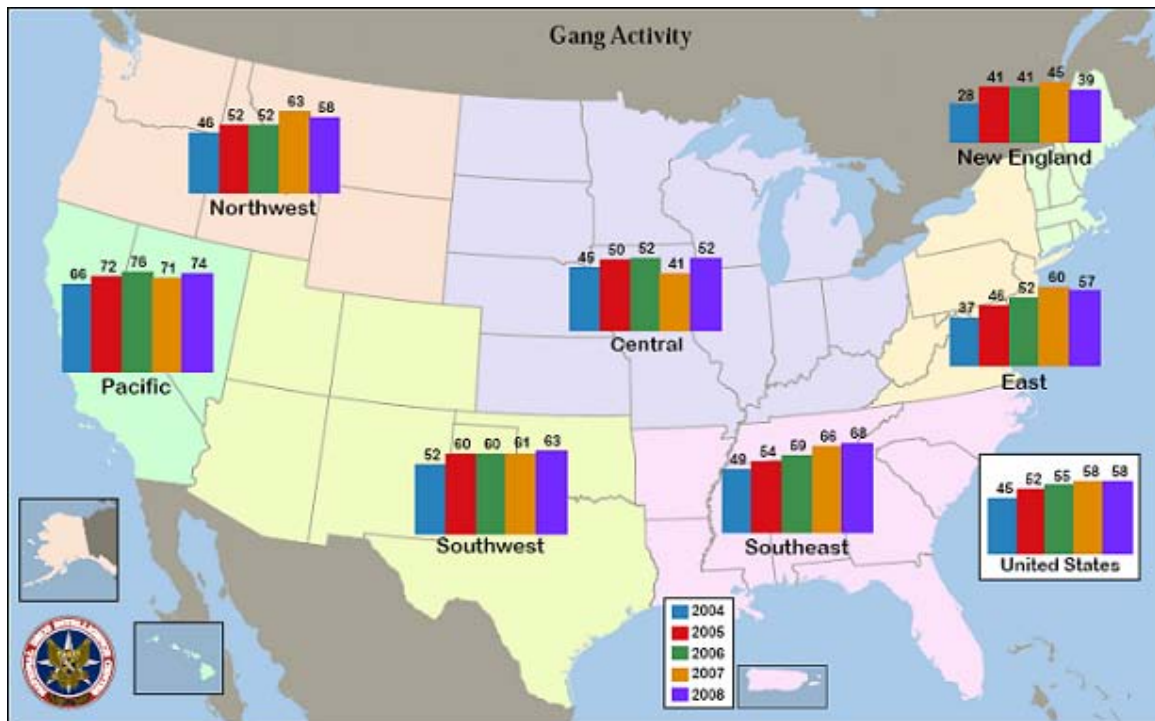 Gang Activity
28 41 41 45 39
New England
46 52 52 63 58
Northwest
66 72 76 71 74
Pacific
50 52 41 52
Central
37 46 52 60 57
East
52 60 60 61 63
Southwest
49 54 59 66 68
Southeast
45 52 55 58 58
United States
2004
2005
2006
2007
2008